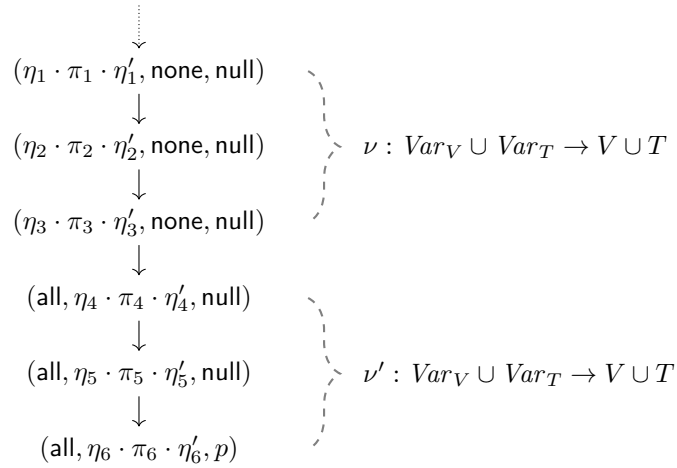 (η₁ · π₁ · η′₁, none, null)
(η₂ · π₂ · η′₂, none, null)
ν : Var_V ∪ Var_T → V ∪ T
(η₃ · π₃ · η′₃, none, null)
(all, η₄ · π₄ · η′₄, null)
(all, η₅ · π₅ · η′₅, null)
ν′ : Var_V ∪ Var_T → V ∪ T
(all, η₆ · π₆ · η′₆, p)